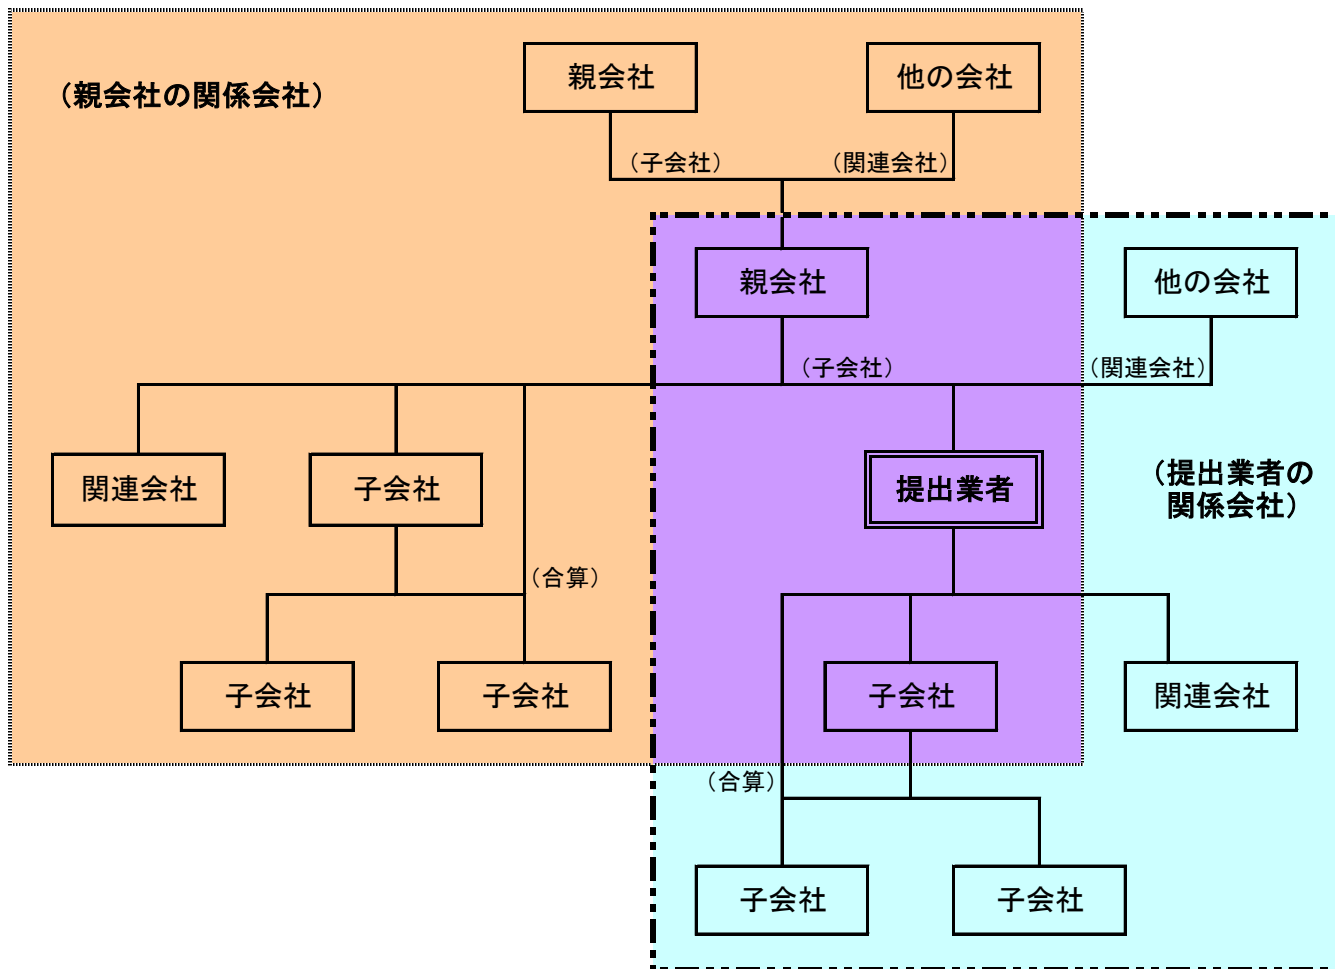 親会社
他の会社
（親会社の関係会社）
（子会社）
（関連会社）
親会社
他の会社
（子会社）
（関連会社）
関連会社
子会社
提出業者
（提出業者の
関係会社）
（合算）
子会社
子会社
子会社
関連会社
（合算）
子会社
子会社